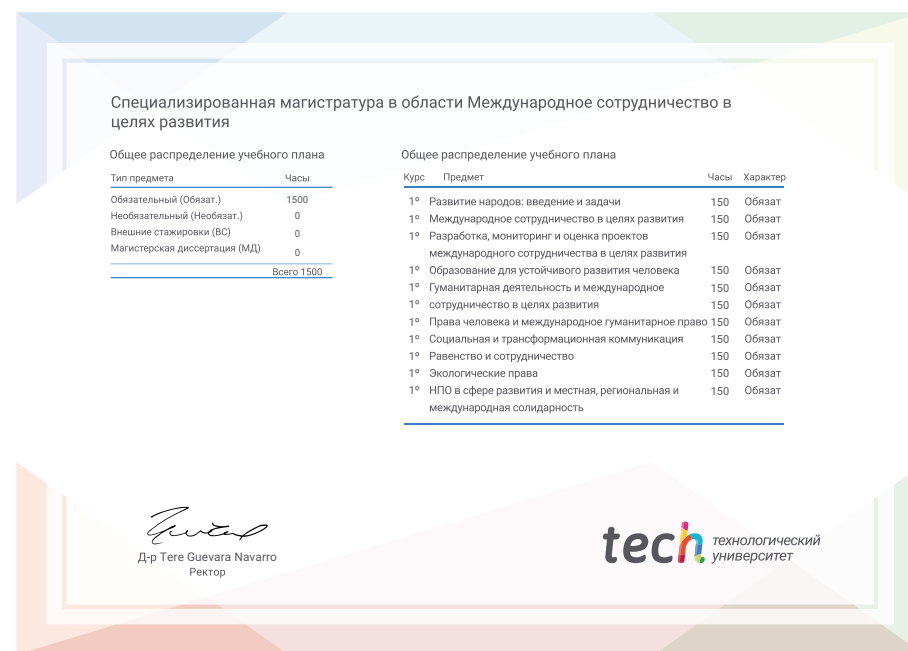 Специализированная магистратура в области Международное сотрудничество в
целях развития
Общее распределение учебного плана
Тип предмета Часы
Обязательный (Обязат.) 1500
Необязательный (Необязат.) 0
Внешние стажировки (ВС) 0
Магистерская диссертация (МД) 0
Всего 1500
Общее распределение учебного плана
Курс Предмет Часы Характер
1º Развитие народов: введение и задачи 150 Обязат
1º Международное сотрудничество в целях развития 150 Обязат
1º Разработка, мониторинг и оценка проектов 150 Обязат
международного сотрудничества в целях развития
1º Образование для устойчивого развития человека 150 Обязат
1º Гуманитарная деятельность и международное 150 Обязат
1º сотрудничество в целях развития 150 Обязат
1º Права человека и международное гуманитарное право 150 Обязат
1º Социальная и трансформационная коммуникация 150 Обязат
1º Равенство и сотрудничество 150 Обязат
1º Экологические права 150 Обязат
1º НПО в сфере развития и местная, региональная и 150 Обязат
международная солидарность
Д-р Tere Guevara Navarro
Ректор
tech технологический
университет